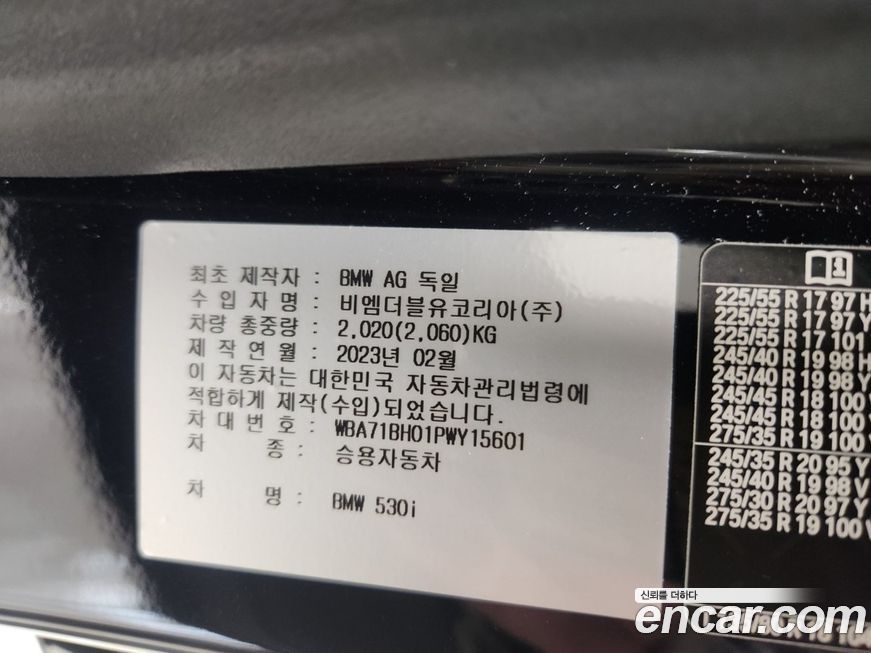 최초 제작자 : BMW AG 독일
수 입 자 명 : 비엠더블유코리아(주)
차량 총중량 : 2,020(2,060)KG
제 작 연 월 : 2023년 02월
이 자동차는 대한민국 자동차관리법령에
적합하게 제작(수입)되었습니다.
차 대 번 호 : WBA71BH01PWY15601
차 종 : 승용자동차
차 명 : BMW 530i
225/55 R 17 97 H
225/55 R 17 97 Y
225/55 R 17 101
245/40 R 19 98 H
245/40 R 19 98 Y
245/45 R 18 100
245/45 R 18 100
275/35 R 19 100
245/35 R 20 95 Y
245/40 R 19 98 V
275/30 R 20 97 Y
275/35 R 19 100
신뢰를 더하다
encar.com